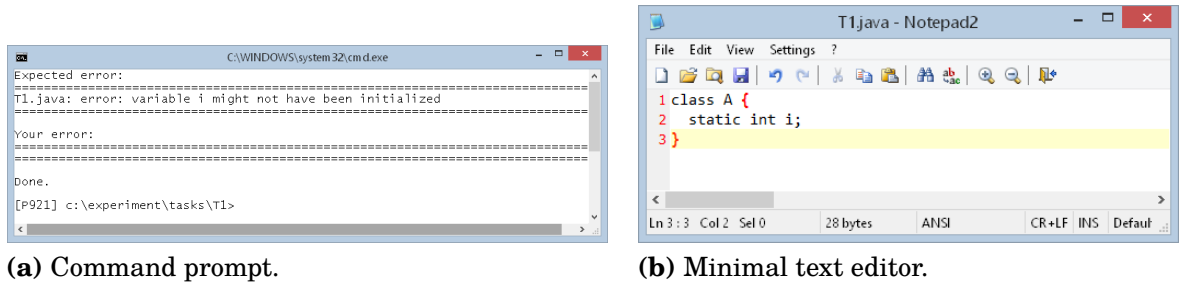 C:\WINDOWS\system32\cmd.exe
Expected error:
================================================================================
T1.java: error: variable i might not have been initialized
================================================================================
Your error:
================================================================================
================================================================================
Done.
[P921] c:\experiment\tasks\T1>
(a) Command prompt.
T1.java - Notepad2
File Edit View Settings ?
1 class A {
2   static int i;
3 }
Ln 3 : 3 Col 2 Sel 0 28 bytes ANSI CR+LF INS Default
(b) Minimal text editor.